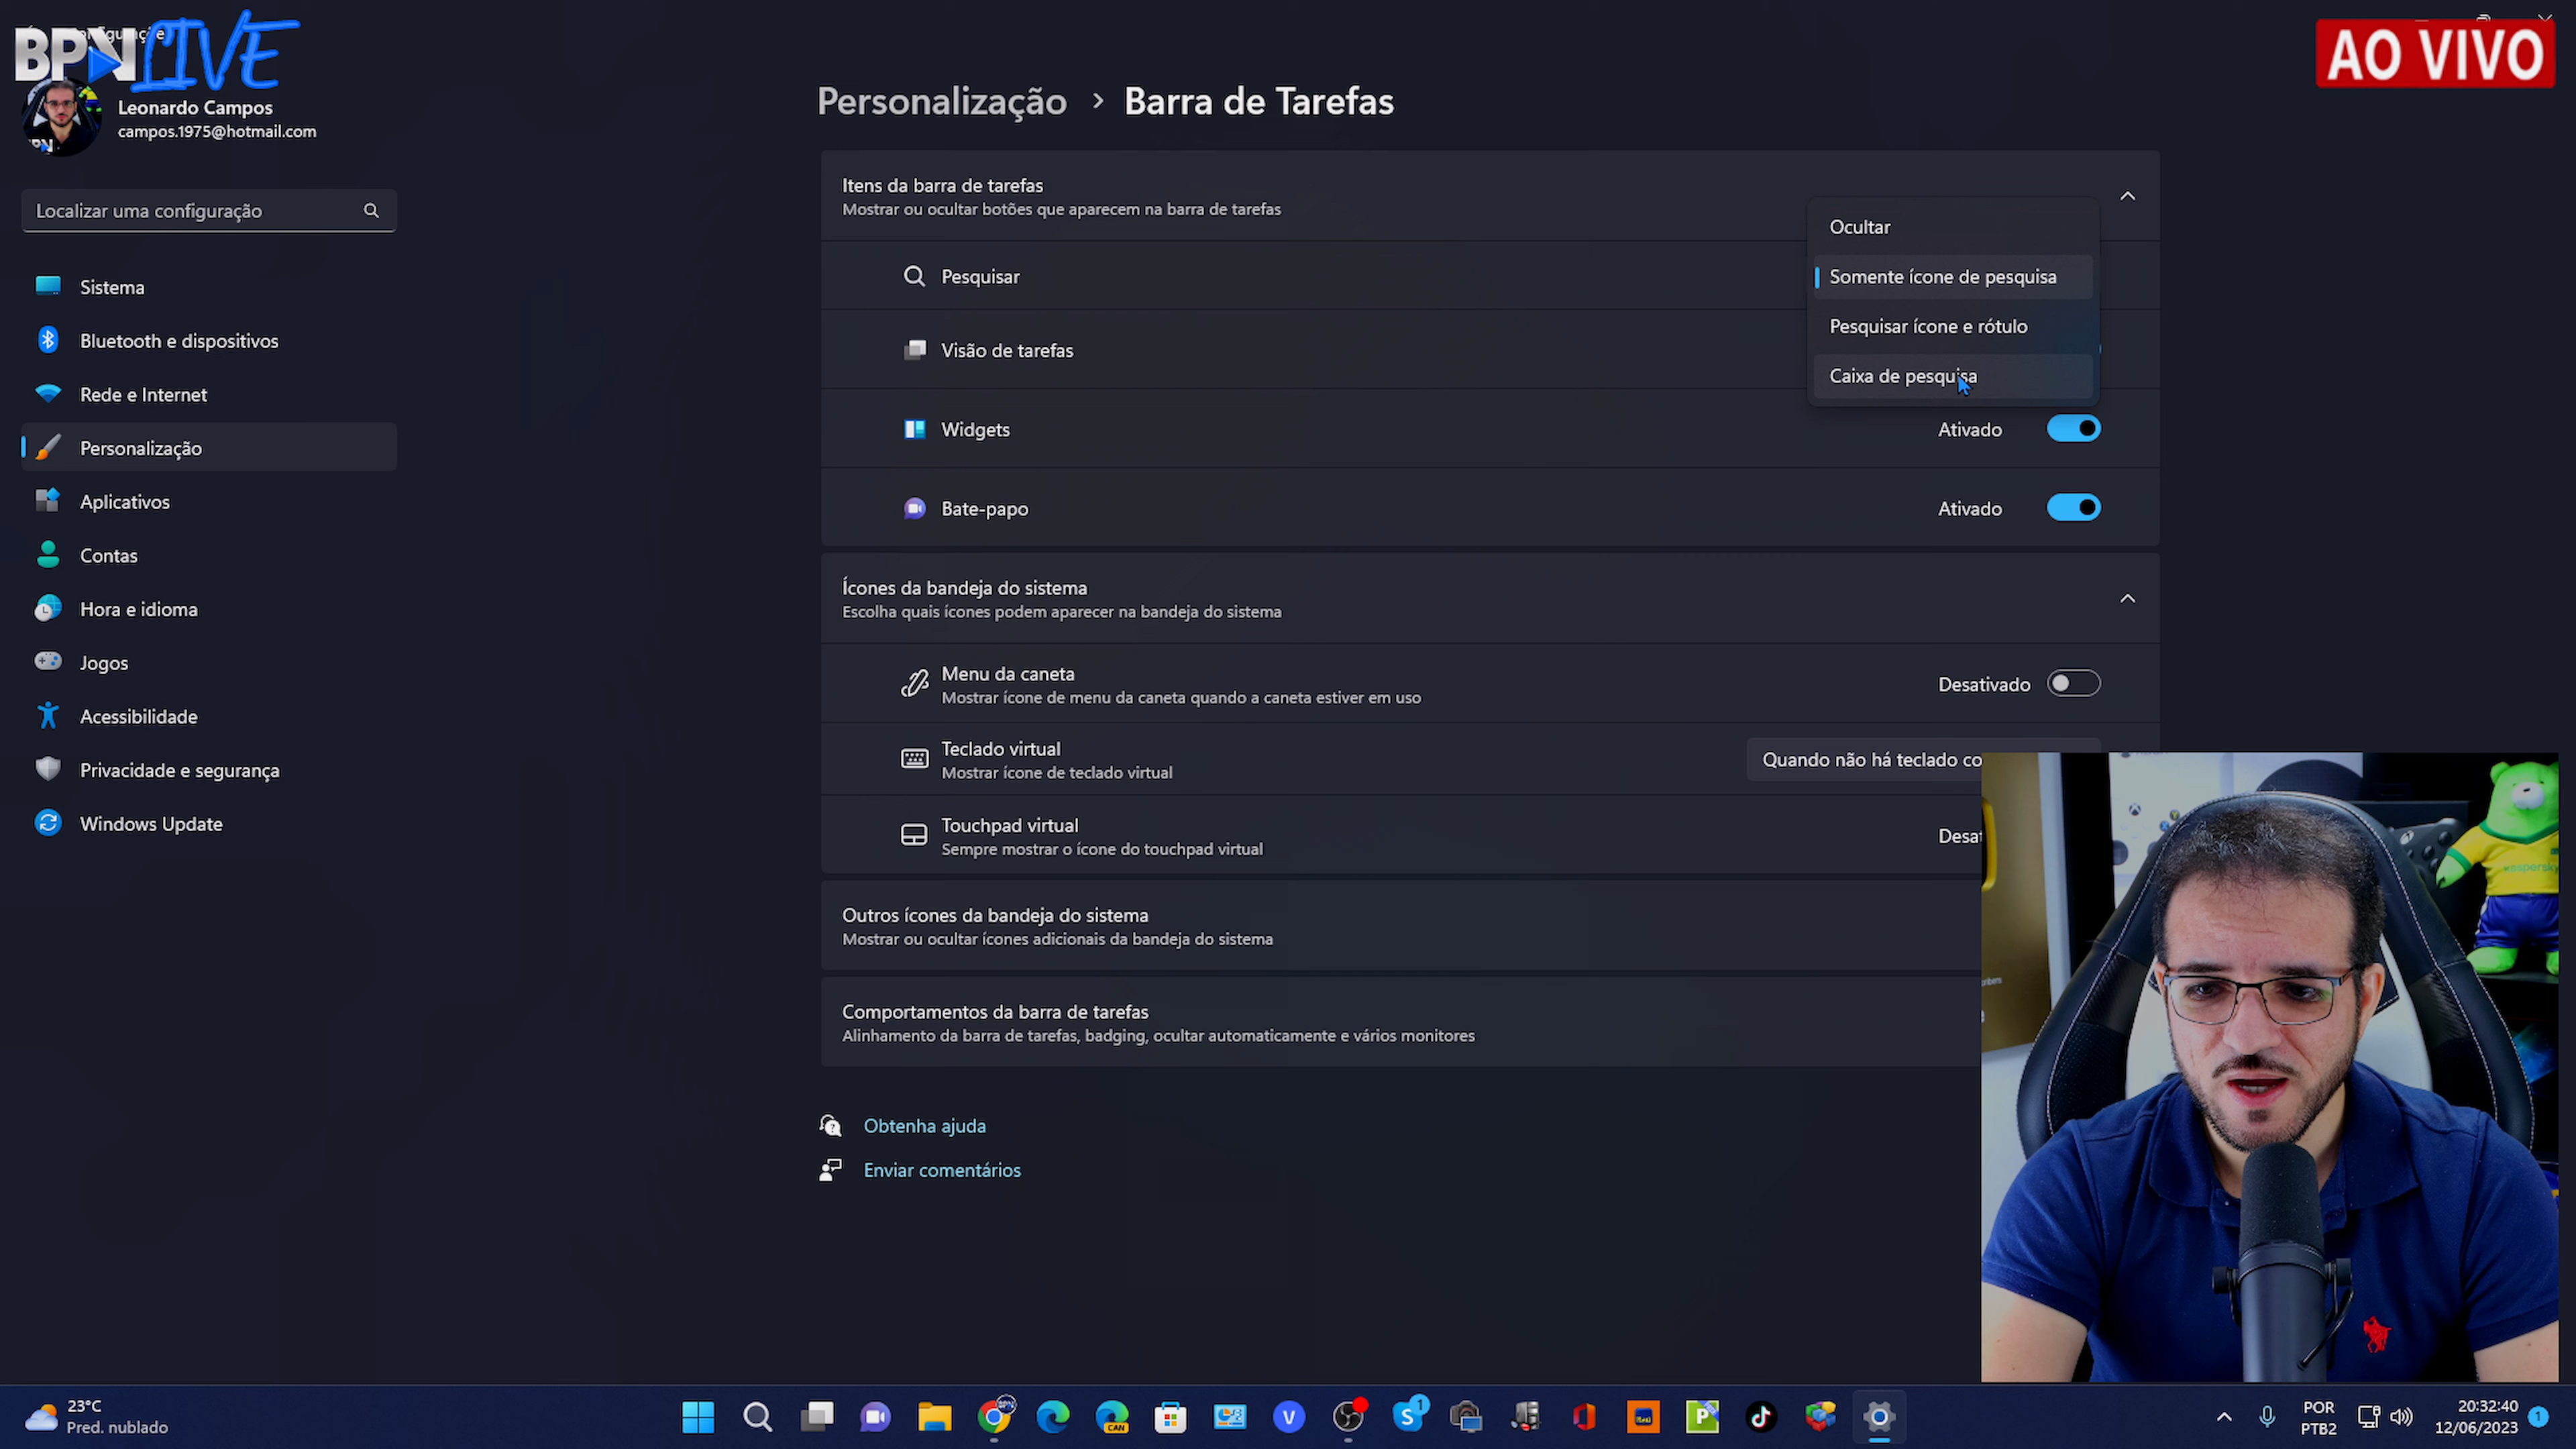 BPN LIVE
AO VIVO
Leonardo Campos
campos.1975@hotmail.com
Localizar uma configuração
Sistema
Bluetooth e dispositivos
Rede e Internet
Personalização
Aplicativos
Contas
Hora e idioma
Jogos
Acessibilidade
Privacidade e segurança
Windows Update
Personalização > Barra de Tarefas
Itens da barra de tarefas
Mostrar ou ocultar botões que aparecem na barra de tarefas
Pesquisar
Ocultar
Somente ícone de pesquisa
Pesquisar ícone e rótulo
Caixa de pesquisa
Visão de tarefas
Widgets
Ativado
Bate-papo
Ativado
Ícones da bandeja do sistema
Escolha quais ícones podem aparecer na bandeja do sistema
Menu da caneta
Mostrar ícone de menu da caneta quando a caneta estiver em uso
Desativado
Teclado virtual
Mostrar ícone de teclado virtual
Quando não há teclado co
Touchpad virtual
Sempre mostrar o ícone do touchpad virtual
Desat
Outros ícones da bandeja do sistema
Mostrar ou ocultar ícones adicionais da bandeja do sistema
Comportamentos da barra de tarefas
Alinhamento da barra de tarefas, badging, ocultar automaticamente e vários monitores
Obtenha ajuda
Enviar comentários
kaspersky
23°C
Pred. nublado
CAN
POR
PTB2
20:32:40
12/06/2023
1